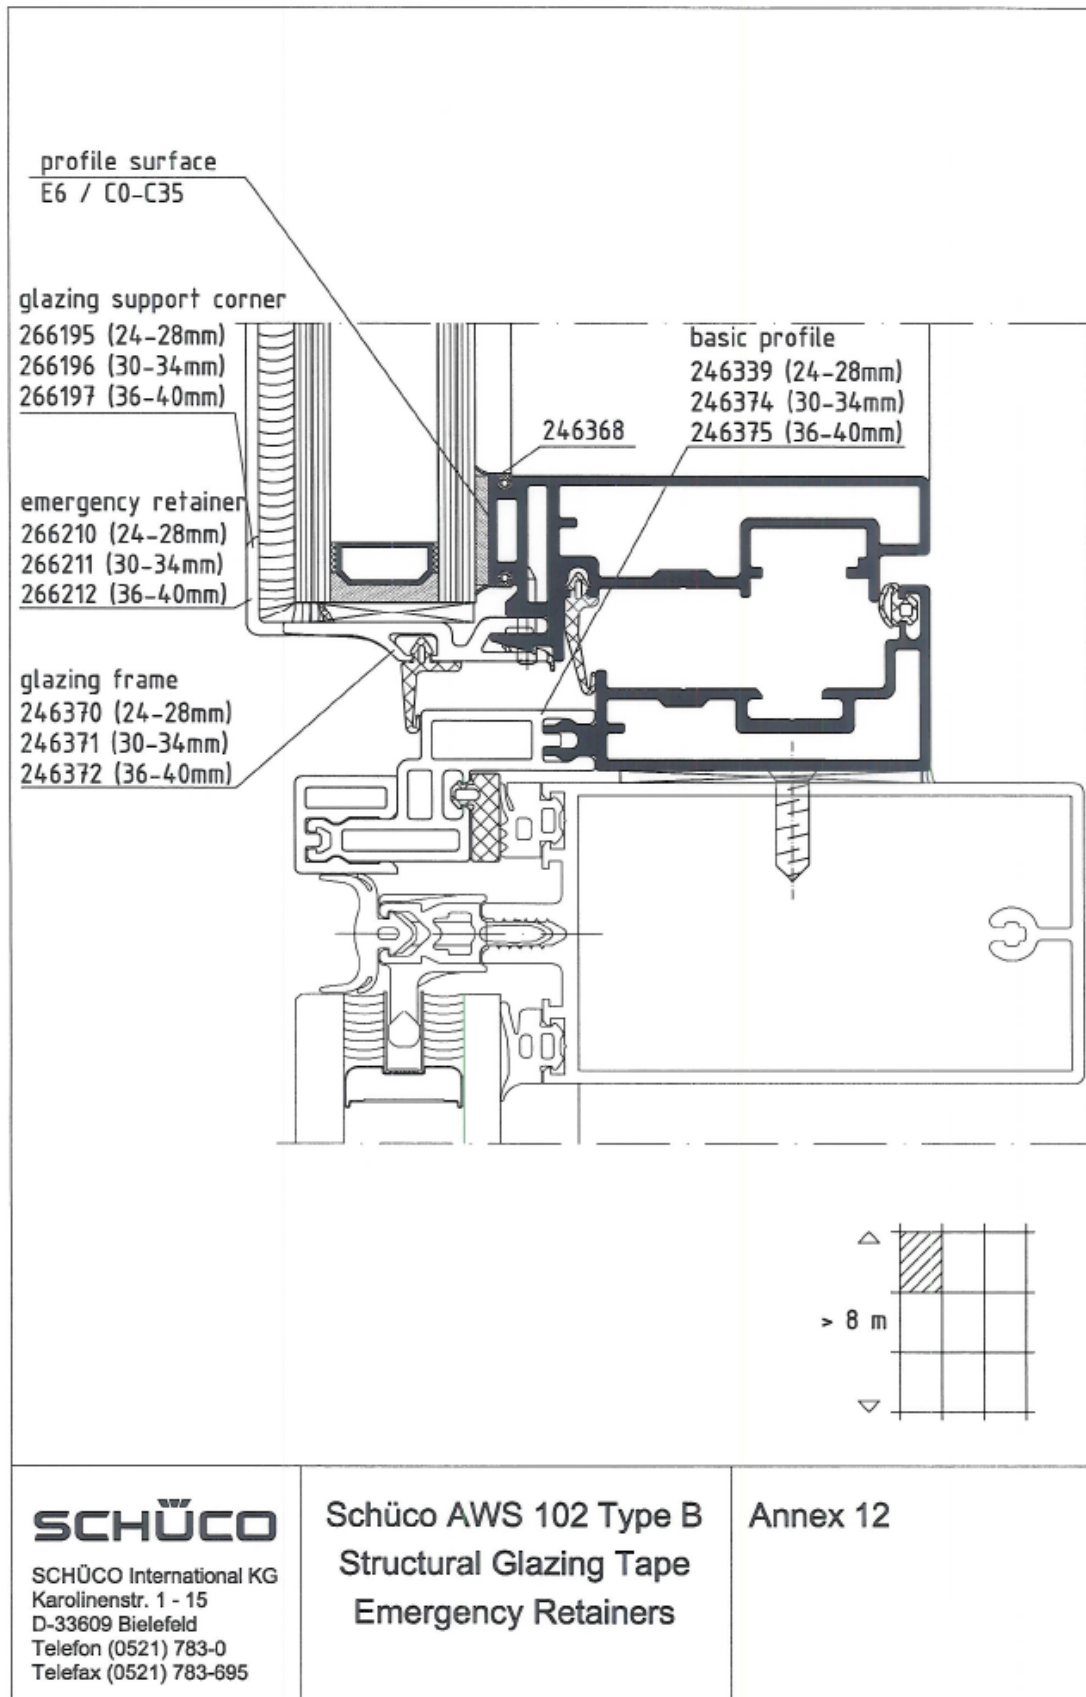 profile surface
E6 / C0-C35
glazing support corner
266195 (24-28mm)
266196 (30-34mm)
266197 (36-40mm)
basic profile
246339 (24-28mm)
246374 (30-34mm)
246375 (36-40mm)
246368
emergency retainer
266210 (24-28mm)
266211 (30-34mm)
266212 (36-40mm)
glazing frame
246370 (24-28mm)
246371 (30-34mm)
246372 (36-40mm)
> 8 m
SCHÜCO
SCHÜCO International KG
Karolinenstr. 1 - 15
D-33609 Bielefeld
Telefon (0521) 783-0
Telefax (0521) 783-695
Schüco AWS 102 Type B
Structural Glazing Tape
Emergency Retainers
Annex 12